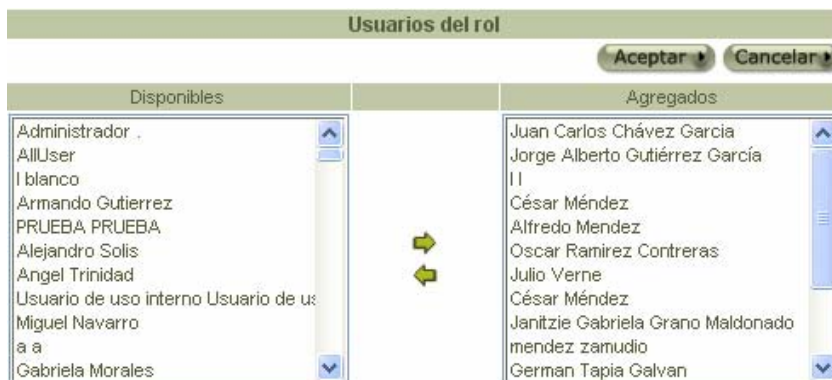 Usuarios del rol
Aceptar Cancelar
Disponibles Agregados
Administrador .
AllUser
l blanco
Armando Gutierrez
PRUEBA PRUEBA
Alejandro Solis
Angel Trinidad
Usuario de uso interno Usuario de us
Miguel Navarro
a a
Gabriela Morales
Juan Carlos Chávez Garcia
Jorge Alberto Gutiérrez García
l l
César Méndez
Alfredo Mendez
Oscar Ramirez Contreras
Julio Verne
César Méndez
Janitzie Gabriela Grano Maldonado
mendez zamudio
German Tapia Galvan